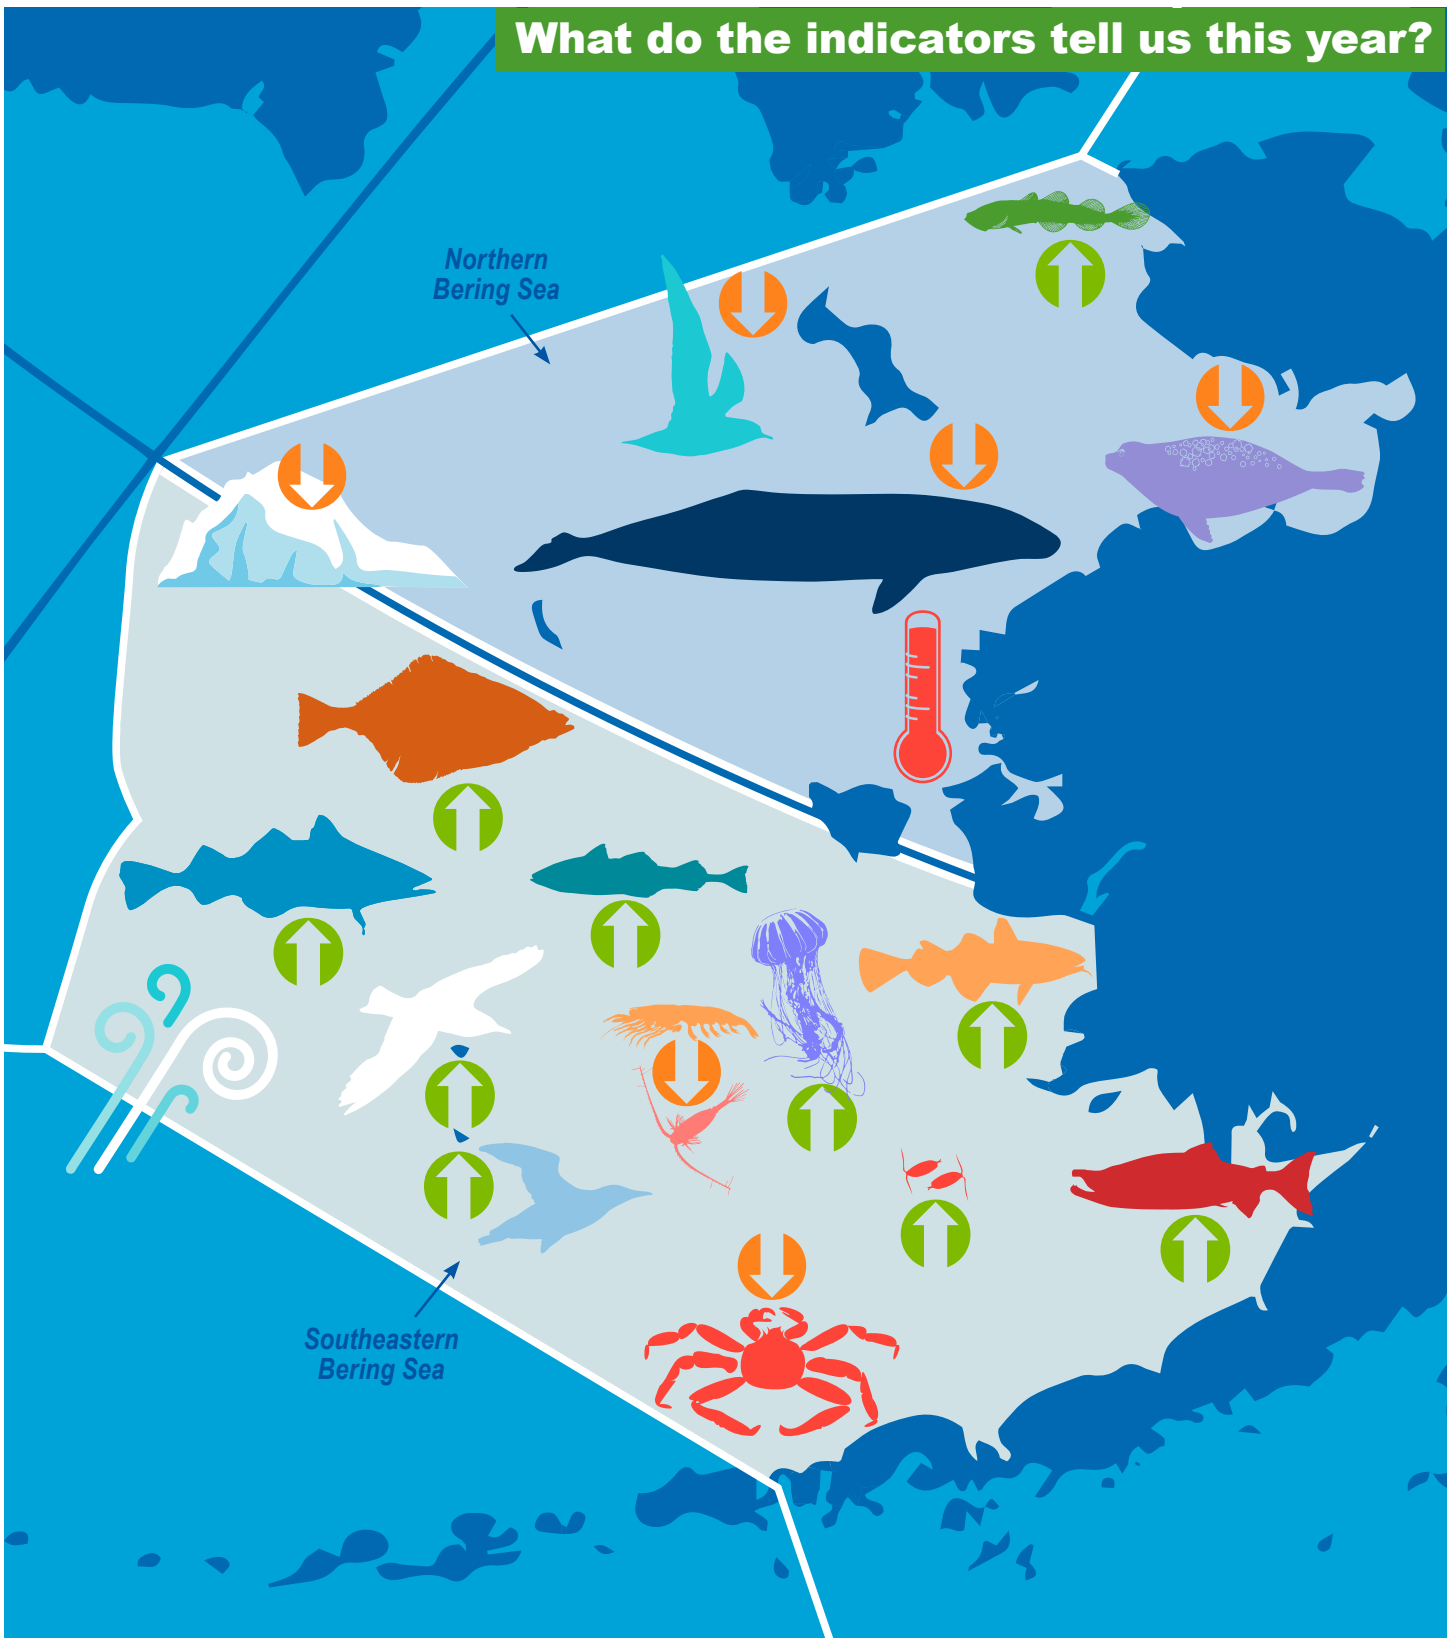 What do the indicators tell us this year?
Northern
Bering Sea
Southeastern
Bering Sea